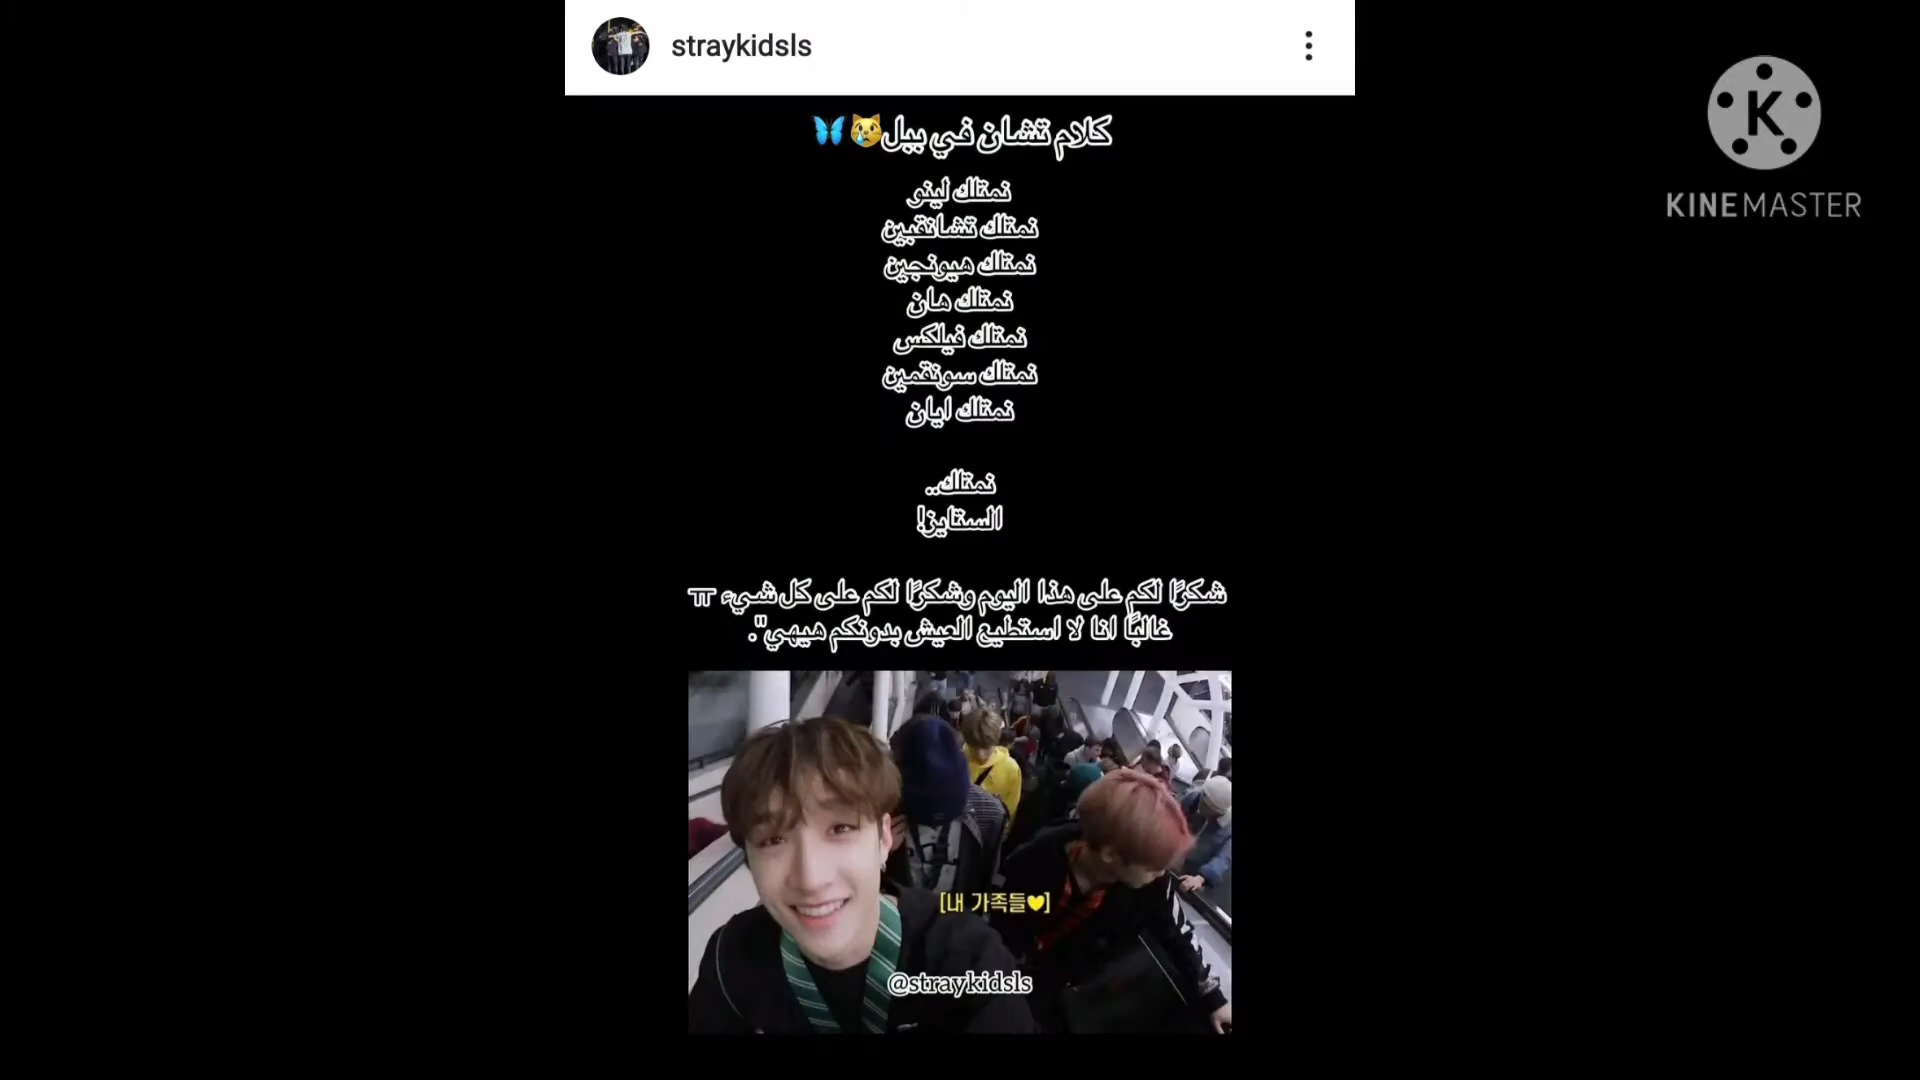 straykidsls
KINEMASTER
كلام تشان في ببل😿🦋
نمتلك لينو
نمتلك تشانقبين
نمتلك هيونجين
نمتلك هان
نمتلك فيلكس
نمتلك سونقمين
نمتلك ايان
نمتلك..
الستايز!
شكرًا لكم على هذا اليوم وشكرًا لكم على كل شيء ㅠ
غالبًا انا لا استطيع العيش بدونكم هيهي".
[내 가족들♥]
@straykidsls